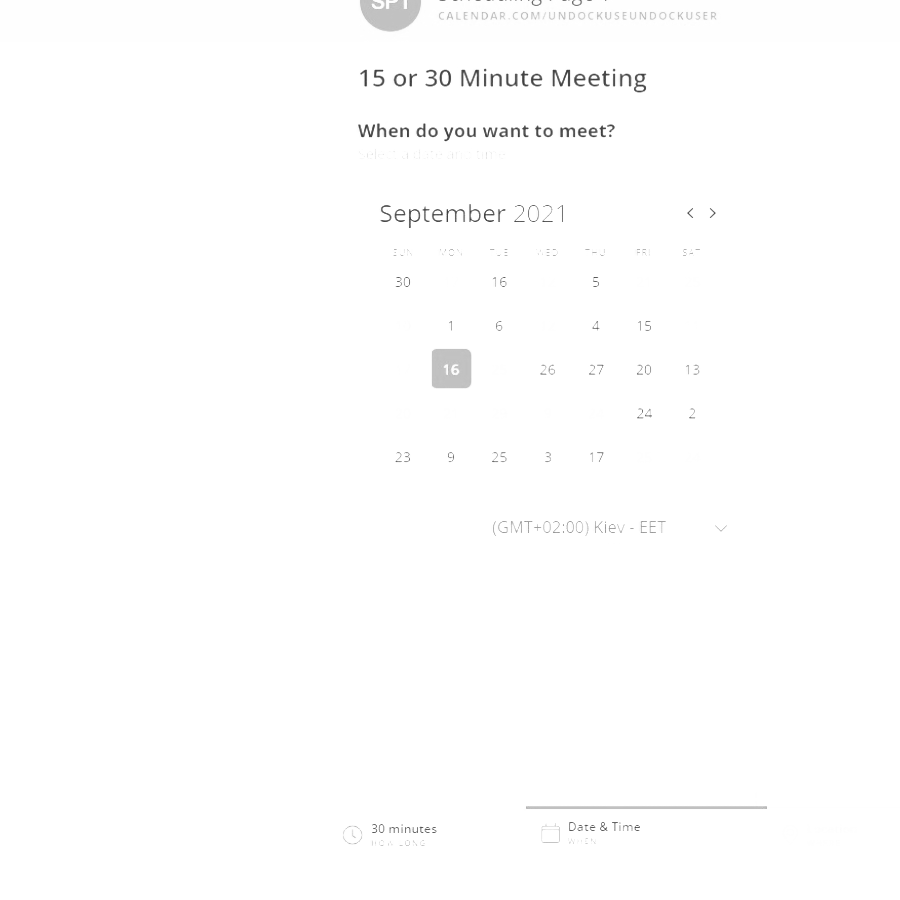 SP1
Scheduling Page 1
CALENDAR.COM/UNDOCKUSEUNDOCKUSER
15 or 30 Minute Meeting
When do you want to meet?
Select a date and time
September 2021
SUN MON TUE WED THU FRI SAT
30 16 5
1 6 4 15
16 26 27 20 13
24 2
23 9 25 3 17
(GMT+02:00) Kiev - EET
30 minutes
HOW LONG
Date & Time
WHEN